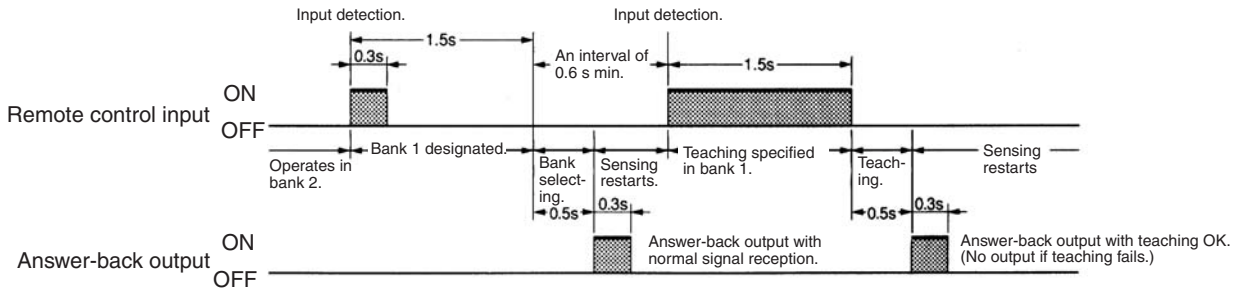 Input detection.
Input detection.
1.5s
0.3s
An interval of
0.6 s min.
1.5s
Remote control input
ON
OFF
Operates in
bank 2.
Bank 1 designated.
Bank
select-
ing.
Sensing
restarts.
Teaching specified
in bank 1.
Teach-
ing.
Sensing
restarts
0.5s
0.3s
0.5s
0.3s
Answer-back output
ON
OFF
Answer-back output with
normal signal reception.
Answer-back output with teaching OK.
(No output if teaching fails.)